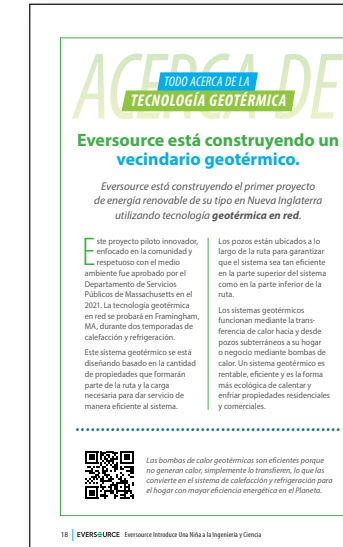 ACERCA DE
TODO ACERCA DE LA
TECNOLOGÍA GEOTÉRMICA
Eversource está construyendo un
vecindario geotérmico.
Eversource está construyendo el primer proyecto
de energía renovable de su tipo en Nueva Inglaterra
utilizando tecnología geotérmica en red.
Este proyecto piloto innovador,
enfocado en la comunidad y
respetuoso con el medio
ambiente fue aprobado por el
Departamento de Servicios
Públicos de Massachusetts en el
2021. La tecnología geotérmica
en red se probará en Framingham,
MA, durante dos temporadas de
calefacción y refrigeración.
Este sistema geotérmico se está
diseñando basado en la cantidad
de propiedades que formarán
parte de la ruta y la carga
necesaria para dar servicio de
manera eficiente al sistema.
Los pozos están ubicados a lo
largo de la ruta para garantizar
que el sistema sea tan eficiente
en la parte superior del sistema
como en la parte inferior de la
ruta.
Los sistemas geotérmicos
funcionan mediante la trans-
ferencia de calor hacia y desde
pozos subterráneos a su hogar
o negocio mediante bombas de
calor. Un sistema geotérmico es
rentable, eficiente y es la forma
más ecológica de calentar y
enfriar propiedades residenciales
y comerciales.
Las bombas de calor geotérmicas son eficientes porque
no generan calor, simplemente lo transfieren, lo que las
convierte en el sistema de calefacción y refrigeración para
el hogar con mayor eficiencia energética en el Planeta.
18 EVERSOURCE Eversource Introduce Una Niña a la Ingeniería y Ciencia